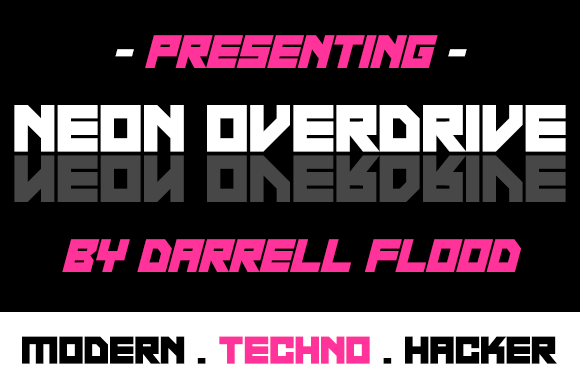 - PRESENTING -
NEON OVERDRIVE
BY DARRELL FLOOD
MODERN . TECHNO . HACKER